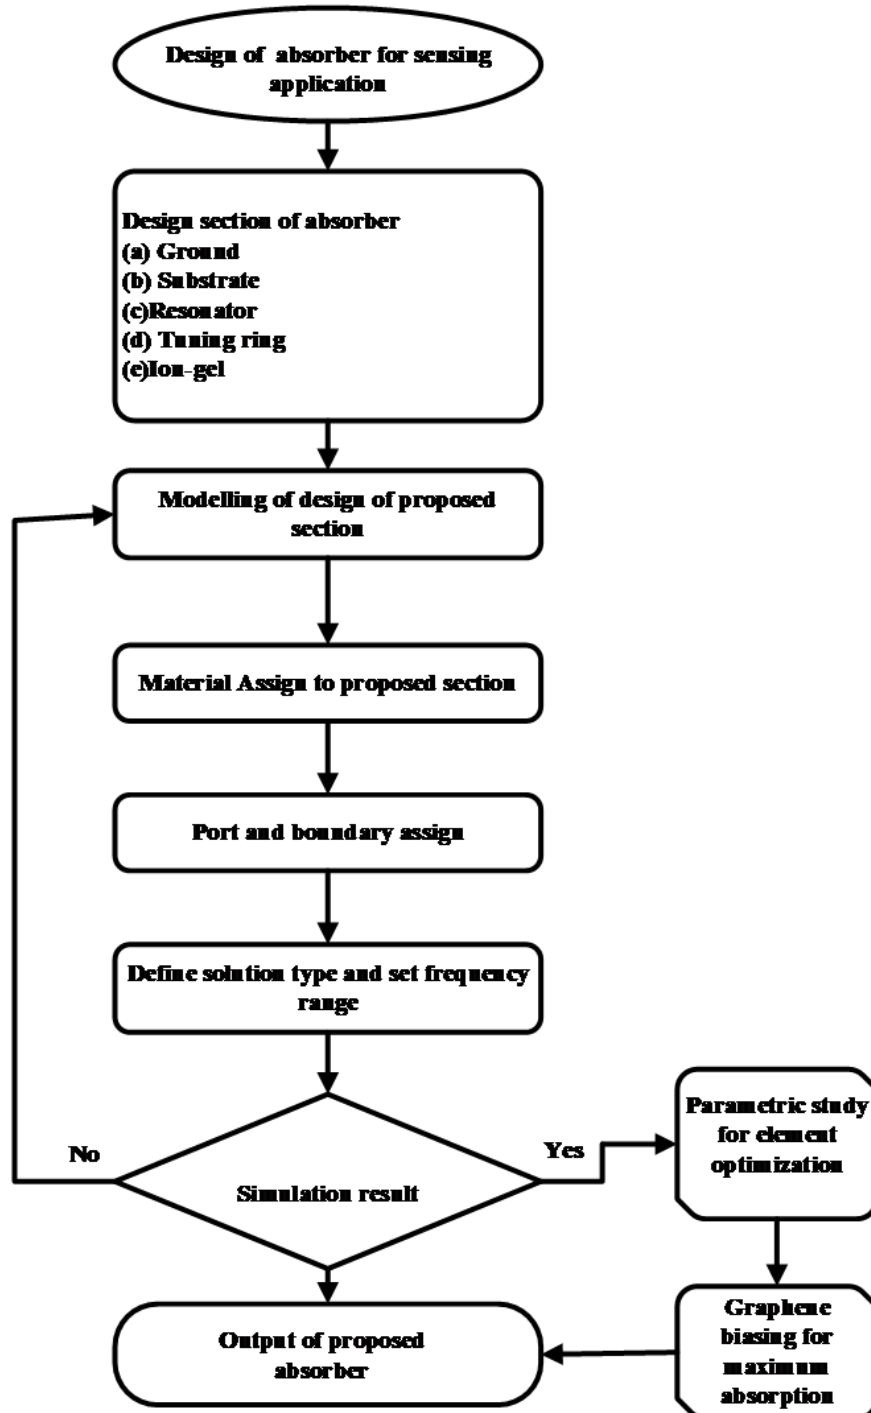 Design of absorber for sensing
application
Design section of absorber
(a) Ground
(b) Substrate
(c)Resonator
(d) Tuning ring
(e)Ion-gel
Modelling of design of proposed
section
Material Assign to proposed section
Port and boundary assign
Define solution type and set frequency
range
No
Yes
Simulation result
Parametric study
for element
optimization
Output of proposed
absorber
Graphene
biasing for
maximum
absorption